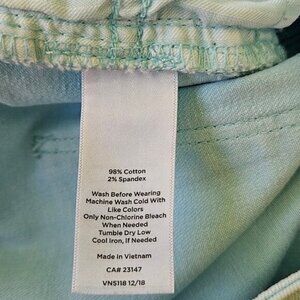 98% Cotton
2% Spandex
Wash Before Wearing
Machine Wash Cold With
Like Colors
Only Non-Chlorine Bleach
When Needed
Tumble Dry Low
Cool Iron, If Needed
Made in Vietnam
CA# 23147
VNS118 12/18